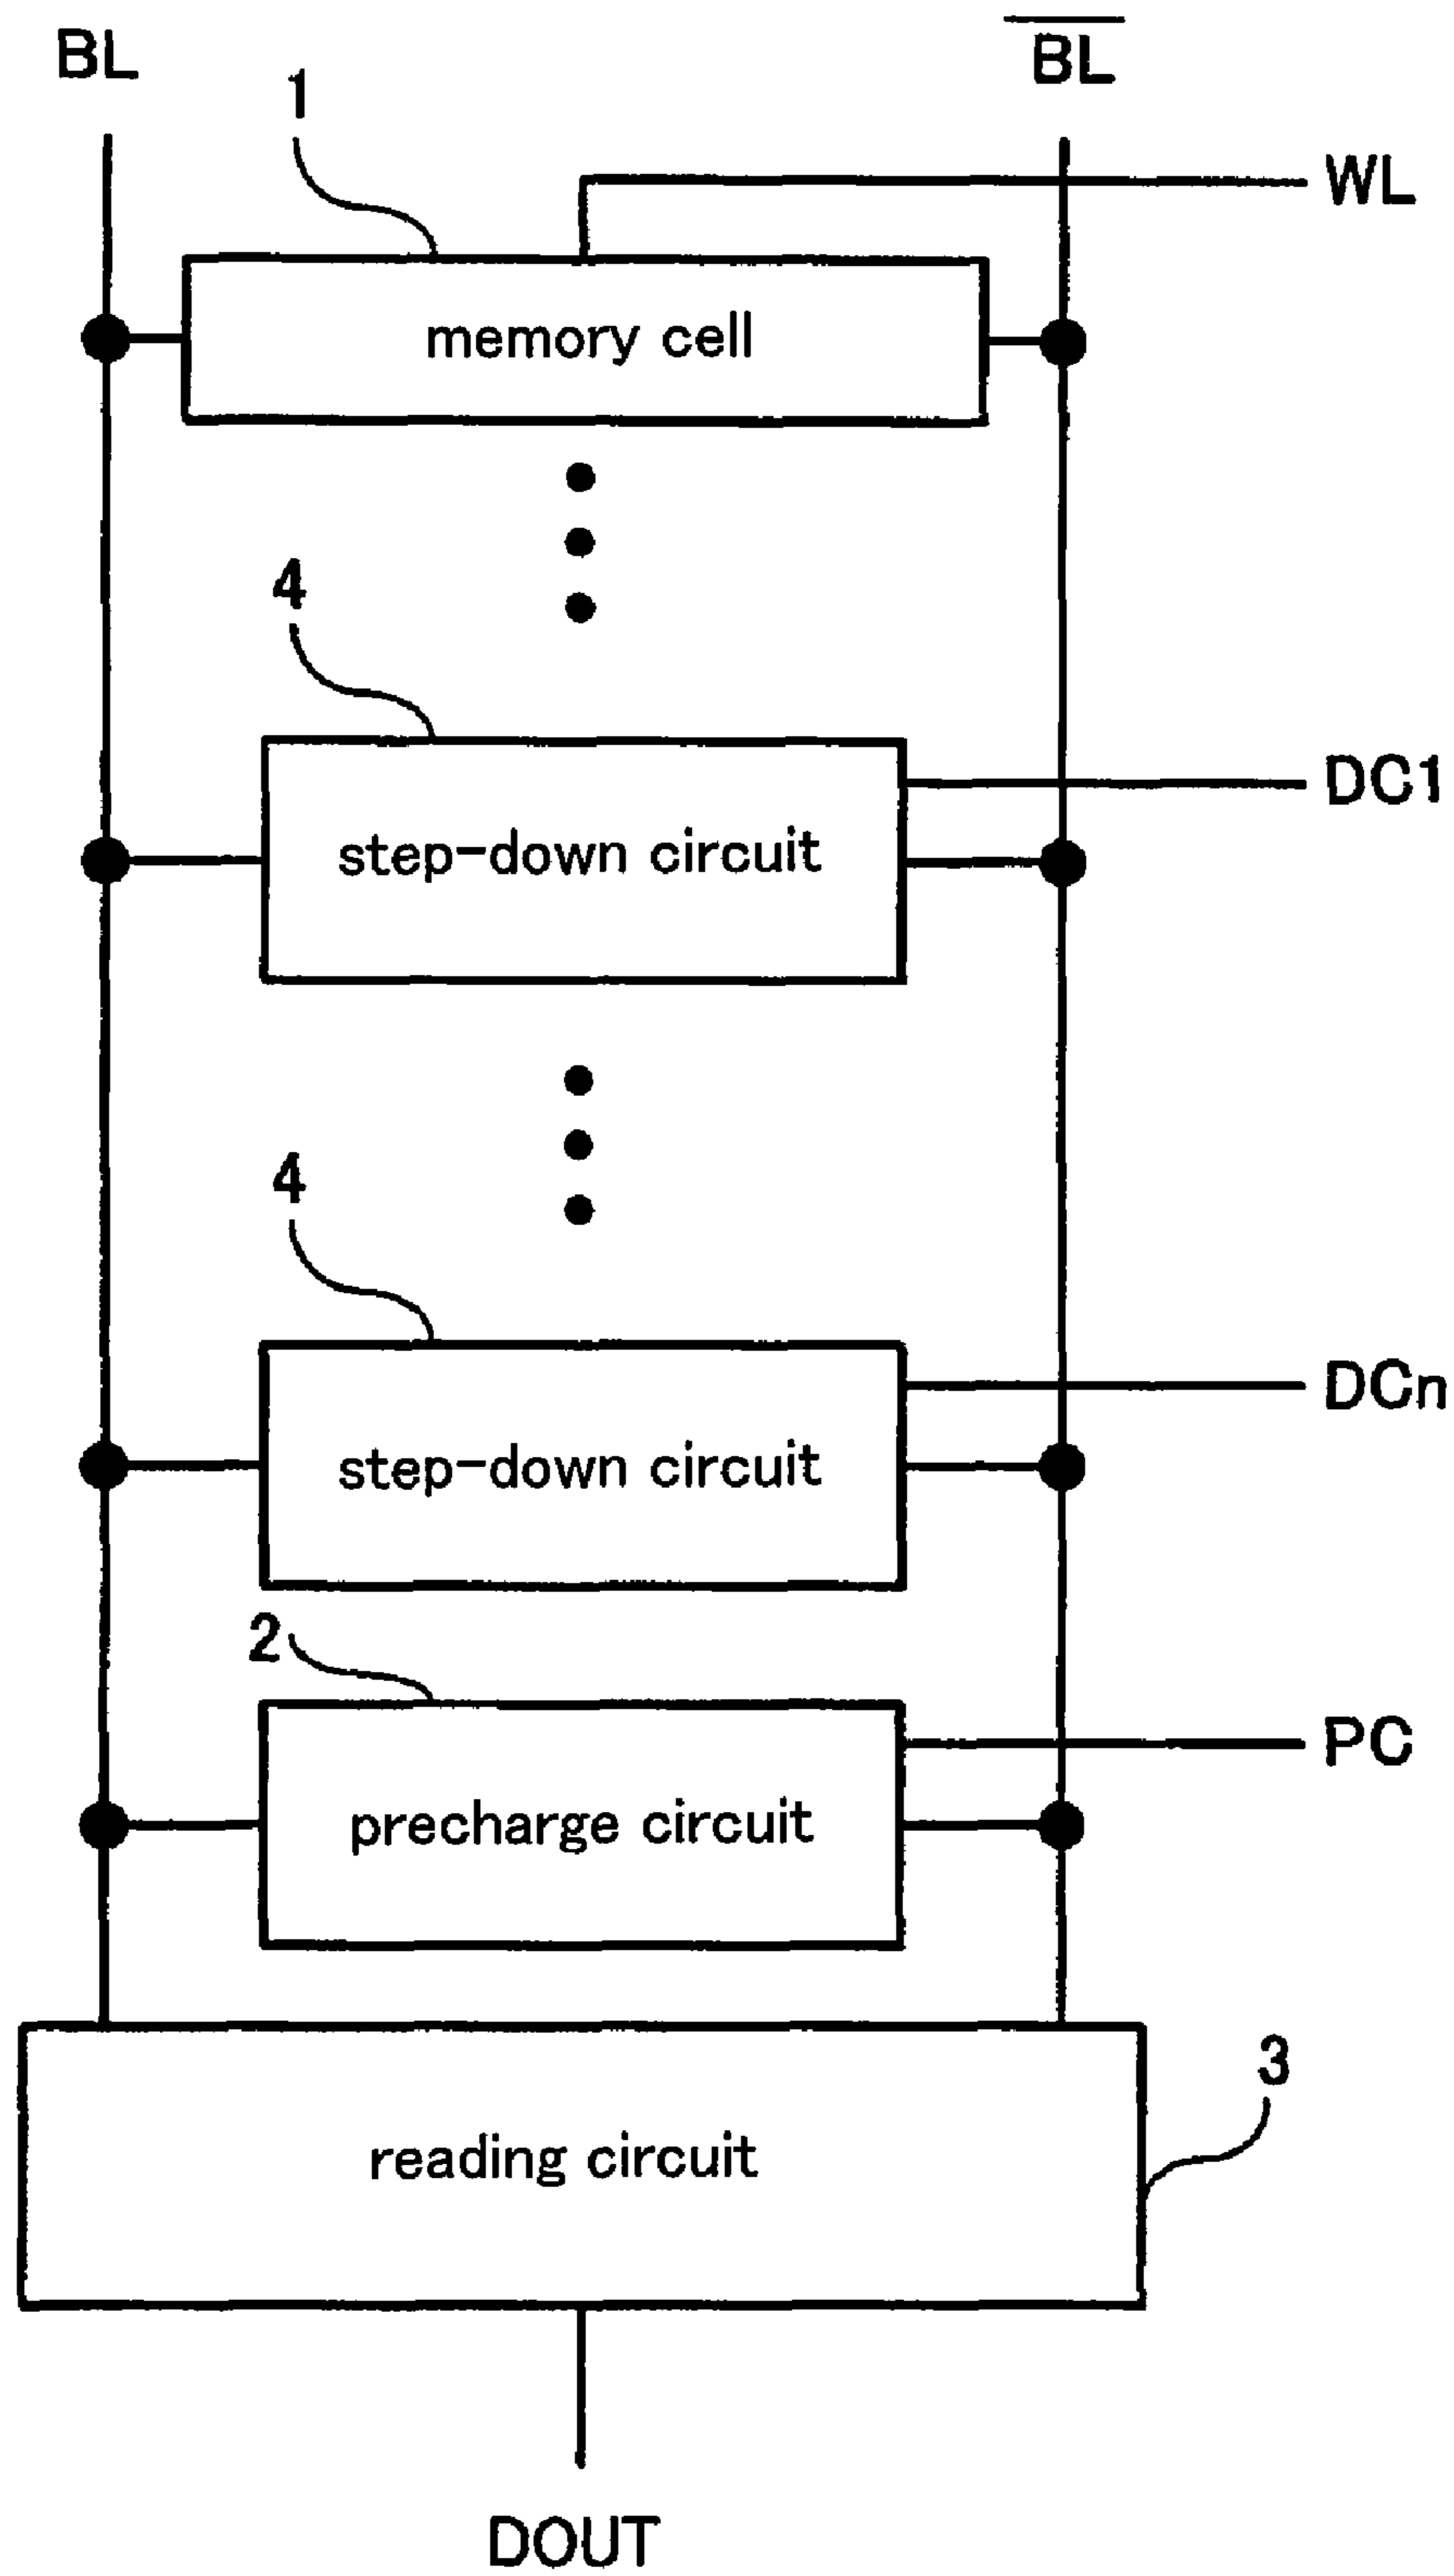 BL
B̅L̅
1
WL
memory cell
4
DC1
step-down circuit
4
DCn
step-down circuit
2
PC
precharge circuit
3
reading circuit
DOUT